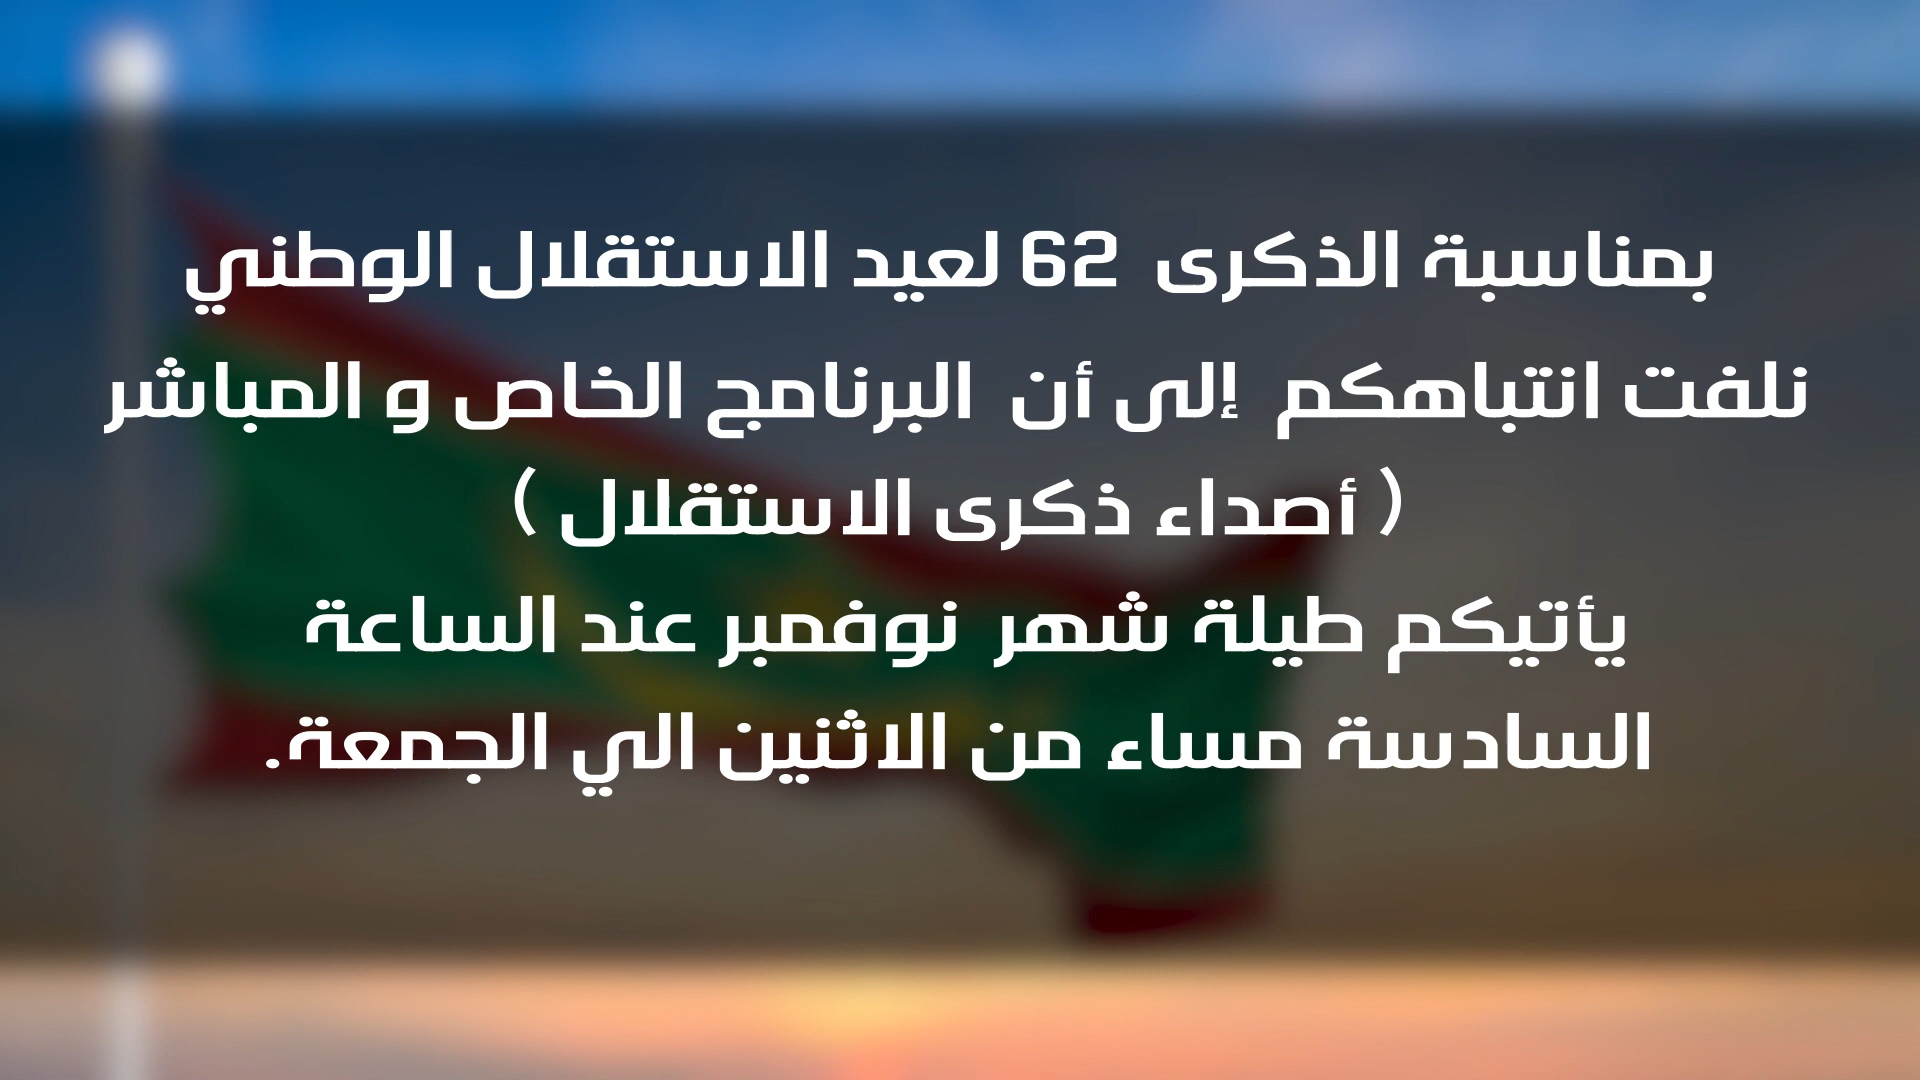 بمناسبة الذكرى 62 لعيد الاستقلال الوطني
نلفت انتباهكم إلى أن البرنامج الخاص و المباشر
( أصداء ذكرى الاستقلال )
يأتيكم طيلة شهر نوفمبر عند الساعة
السادسة مساء من الاثنين الي الجمعة.